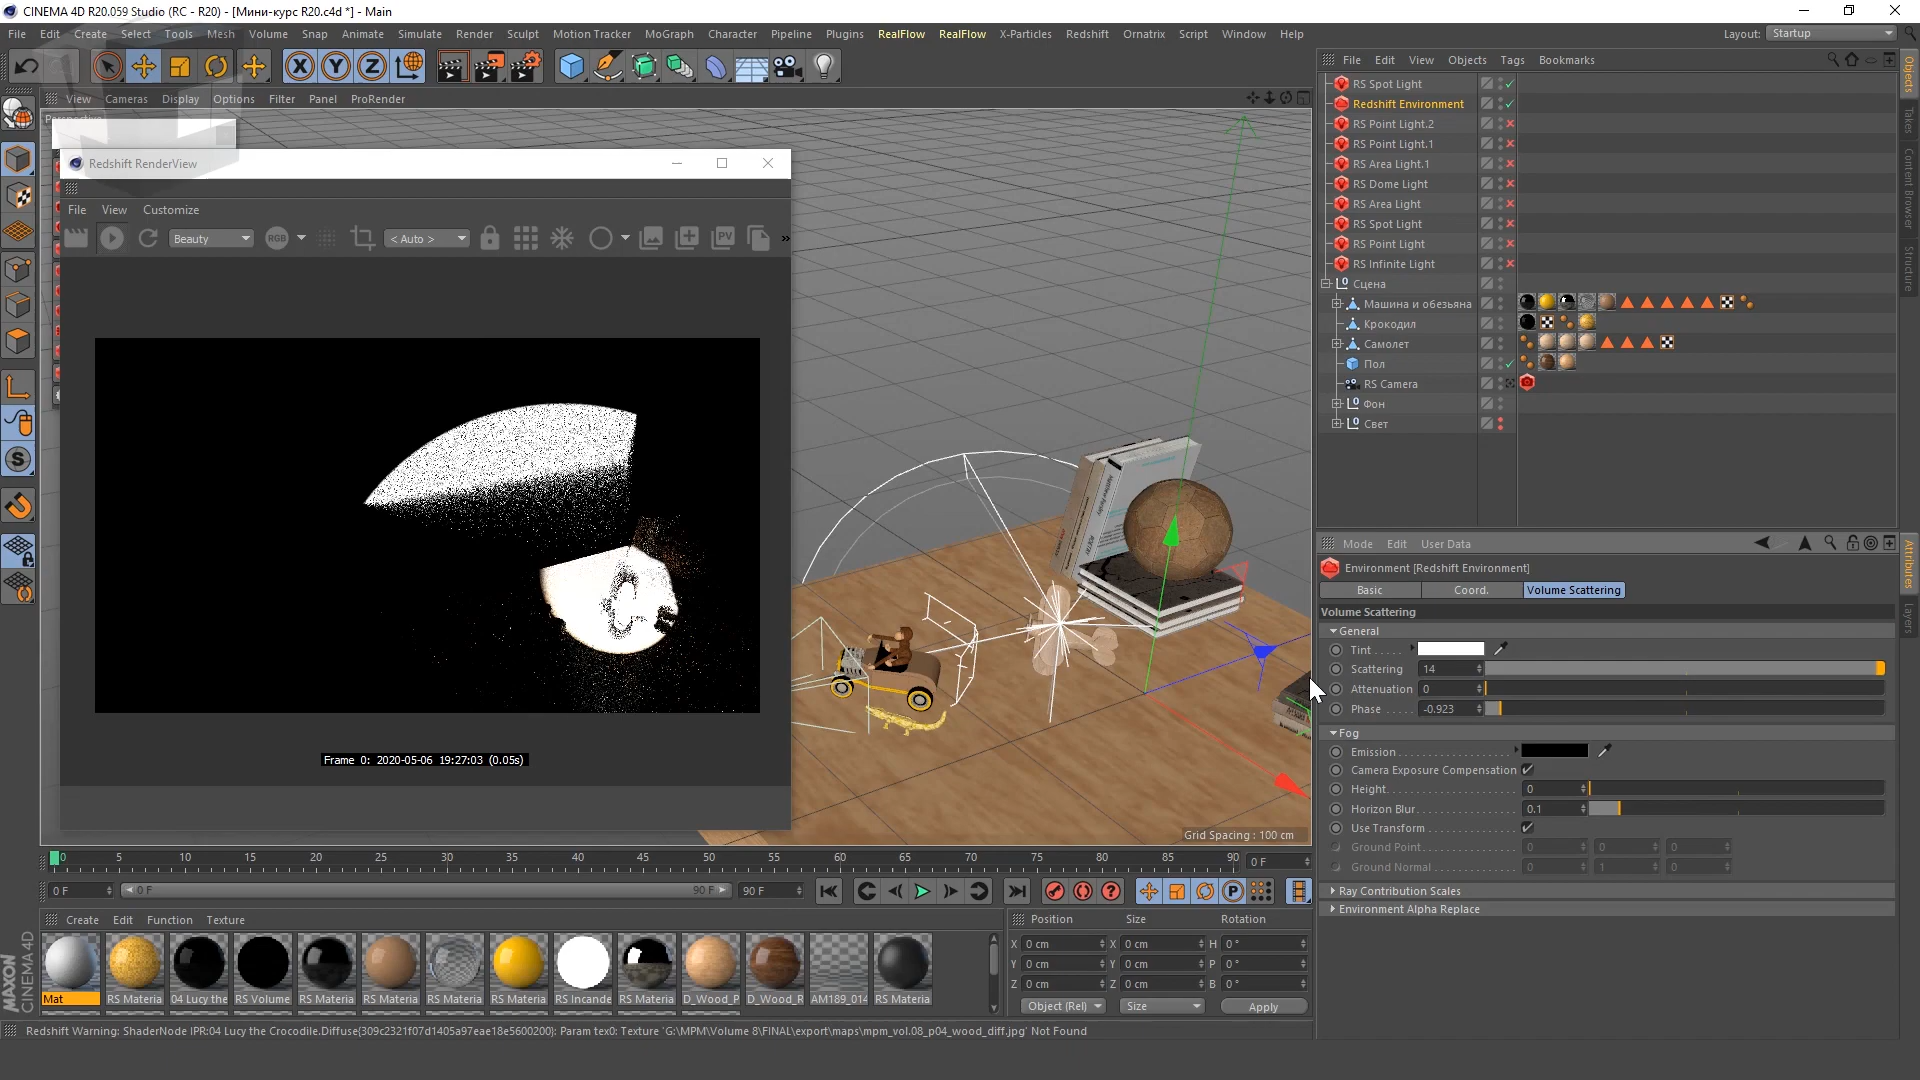 CINEMA 4D R20.059 Studio (RC - R20) - [Мини-курс R20.c4d *] - Main
File Edit Create Select Tools Mesh Volume Snap Animate Simulate Render Sculpt Motion Tracker MoGraph Character Pipeline Plugins RealFlow RealFlow X-Particles Redshift Ornatrix Script Window Help
Layout: Startup
View Cameras Display Options Filter Panel ProRender
Perspective
Redshift RenderView
File View Customize
Beauty
RGB
< Auto >
PV
Frame 0: 2020-05-06 19:27:03 (0.05s)
Grid Spacing : 100 cm
File Edit View Objects Tags Bookmarks
RS Spot Light
Redshift Environment
RS Point Light.2
RS Point Light.1
RS Area Light.1
RS Dome Light
RS Area Light
RS Spot Light
RS Point Light
RS Infinite Light
Сцена
Машина и обезьяна
Крокодил
Самолет
Пол
RS Camera
Фон
Свет
Objects
Takes
Content Browser
Structure
Mode Edit User Data
Environment [Redshift Environment]
Basic Coord. Volume Scattering
Volume Scattering
General
Tint
Scattering 14
Attenuation 0
Phase -0.923
Fog
Emission
Camera Exposure Compensation
Height 0
Horizon Blur 0.1
Use Transform
Ground Point 0 0 0
Ground Normal 0 1 0
Ray Contribution Scales
Environment Alpha Replace
Attributes
Layers
0 5 10 15 20 25 30 35 40 45 50 55 60 65 70 75 80 85 90 0 F
0 F 0 F 90 F 90 F
Create Edit Function Texture
Mat RS Materia 04 Lucy the RS Volume RS Materia RS Materia RS Materia RS Materia RS Incande RS Materia D_Wood_P D_Wood_R AM189_014 RS Materia
Position Size Rotation
X 0 cm X 0 cm H 0 °
Y 0 cm Y 0 cm P 0 °
Z 0 cm Z 0 cm B 0 °
Object (Rel) Size Apply
MAXON
CINEMA 4D
Redshift Warning: ShaderNode IPR:04 Lucy the Crocodile.Diffuse{309c2321f07d1405a97eae18e5600200}: Param tex0: Texture 'G:\MPM\Volume 8\FINAL\export\maps\mpm_vol.08_p04_wood_diff.jpg' Not Found